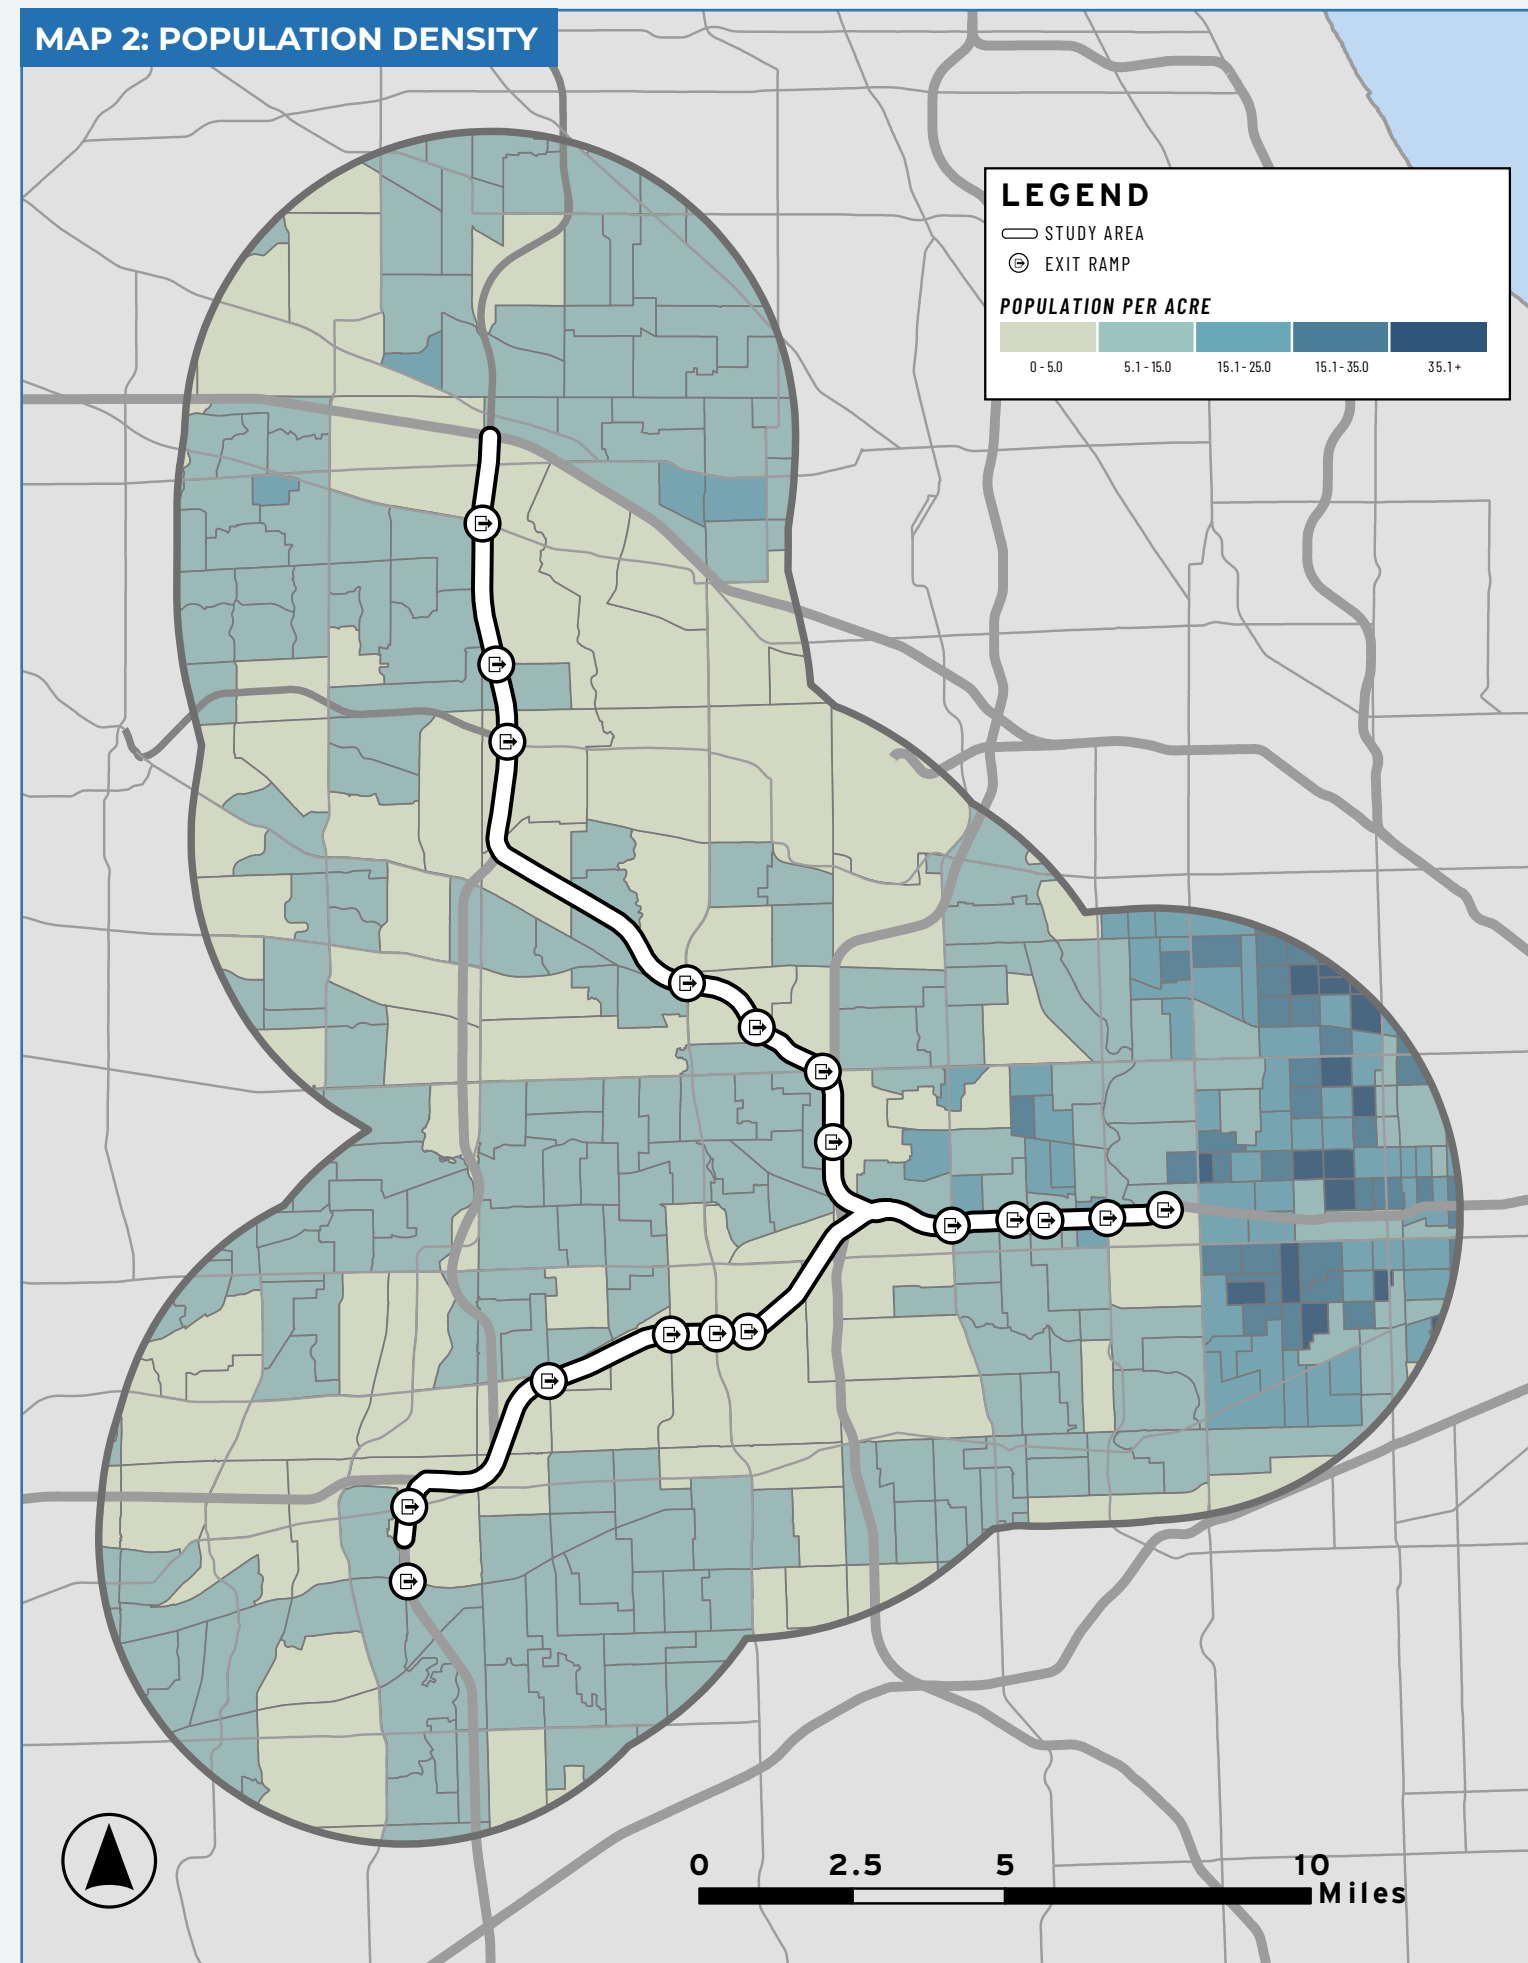 MAP 2: POPULATION DENSITY
LEGEND
STUDY AREA
EXIT RAMP
POPULATION PER ACRE
0 - 5.0 5.1 - 15.0 15.1 - 25.0 15.1 - 35.0 35.1 +
0 2.5 5 10
Miles